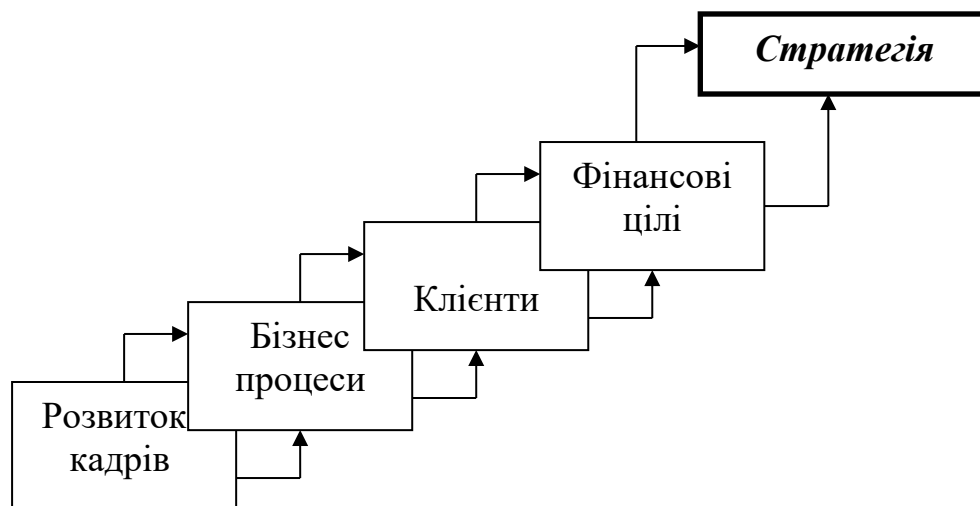 Стратегія
Фінансові
цілі
Клієнти
Бізнес
процеси
Розвиток
кадрів